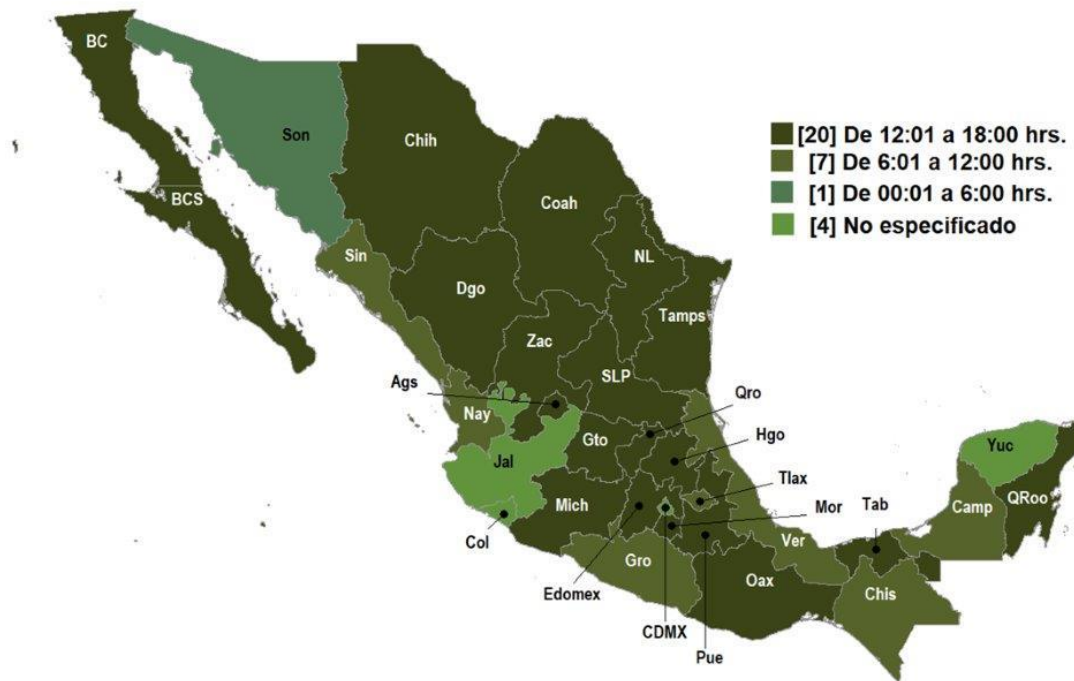 BC
Son
Chih
BCS
Coah
Sin
NL
Dgo
Tamps
Zac
SLP
Ags
Qro
Nay
Gto
Hgo
Jal
Tlax
Yuc
Mich
Mor
Tab
Camp
QRoo
Col
Ver
Gro
Oax
Chis
Edomex
CDMX
Pue
[20] De 12:01 a 18:00 hrs.
[7] De 6:01 a 12:00 hrs.
[1] De 00:01 a 6:00 hrs.
[4] No especificado